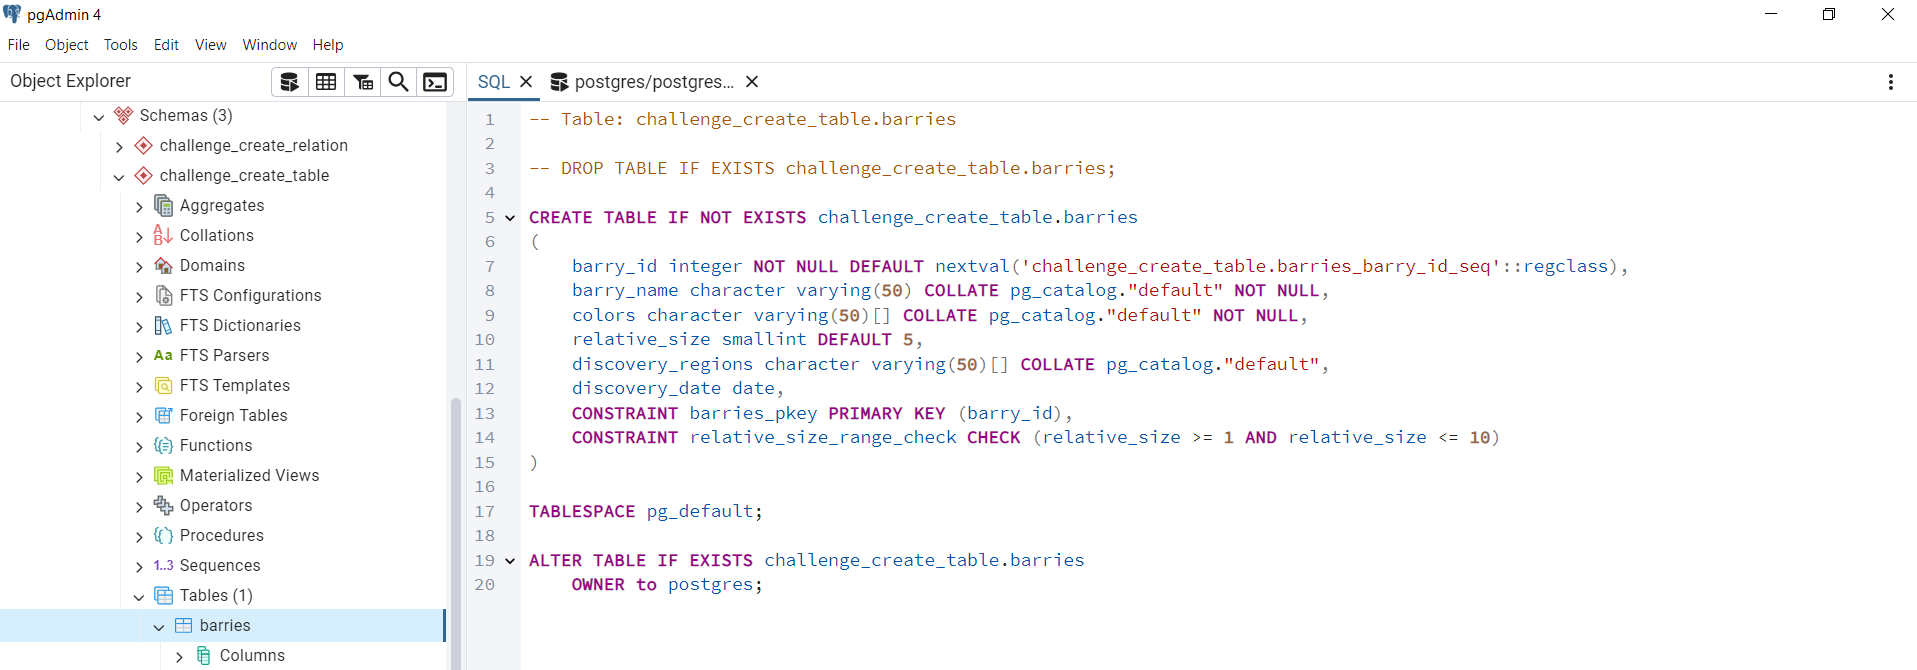 pgAdmin 4
File Object Tools Edit View Window Help
Object Explorer
Schemas (3)
challenge_create_relation
challenge_create_table
Aggregates
Collations
Domains
FTS Configurations
FTS Dictionaries
Aa FTS Parsers
FTS Templates
Foreign Tables
Functions
Materialized Views
Operators
Procedures
1..3 Sequences
Tables (1)
barries
Columns
SQL postgres/postgres...
1 -- Table: challenge_create_table.barries
2
3 -- DROP TABLE IF EXISTS challenge_create_table.barries;
4
5 CREATE TABLE IF NOT EXISTS challenge_create_table.barries
6 (
7 barry_id integer NOT NULL DEFAULT nextval('challenge_create_table.barries_barry_id_seq'::regclass),
8 barry_name character varying(50) COLLATE pg_catalog."default" NOT NULL,
9 colors character varying(50)[] COLLATE pg_catalog."default" NOT NULL,
10 relative_size smallint DEFAULT 5,
11 discovery_regions character varying(50)[] COLLATE pg_catalog."default",
12 discovery_date date,
13 CONSTRAINT barries_pkey PRIMARY KEY (barry_id),
14 CONSTRAINT relative_size_range_check CHECK (relative_size >= 1 AND relative_size <= 10)
15 )
16
17 TABLESPACE pg_default;
18
19 ALTER TABLE IF EXISTS challenge_create_table.barries
20 OWNER to postgres;